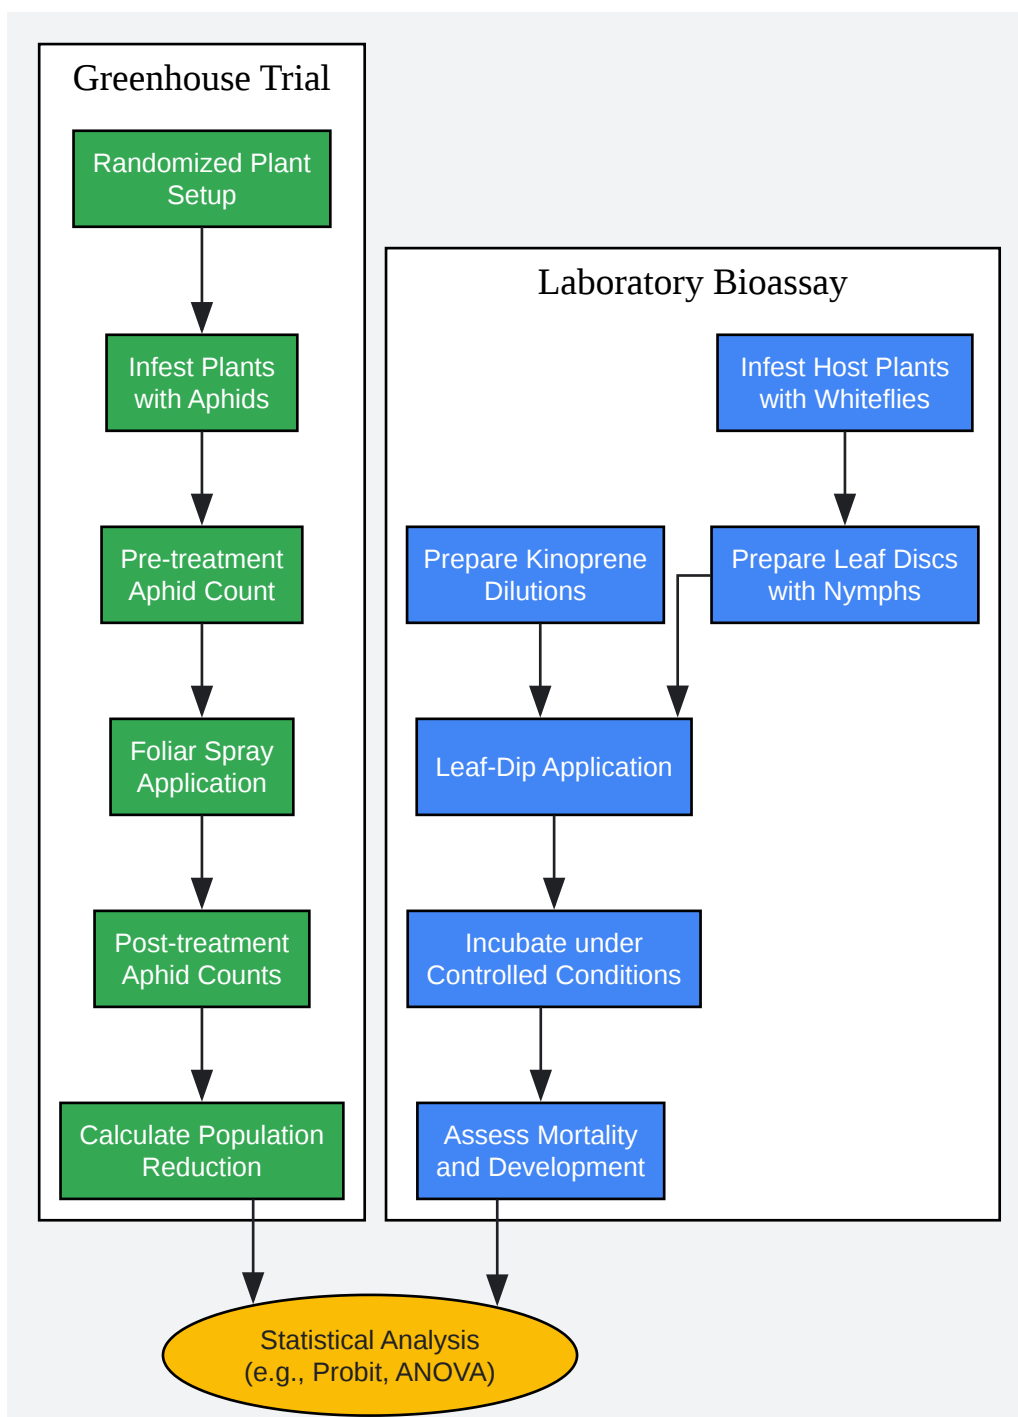 Greenhouse Trial
Randomized Plant
Setup
Infest Plants
with Aphids
Pre-treatment
Aphid Count
Foliar Spray
Application
Post-treatment
Aphid Counts
Calculate Population
Reduction
Laboratory Bioassay
Infest Host Plants
with Whiteflies
Prepare Kinoprene
Dilutions
Prepare Leaf Discs
with Nymphs
Leaf-Dip Application
Incubate under
Controlled Conditions
Assess Mortality
and Development
Statistical Analysis
(e.g., Probit, ANOVA)